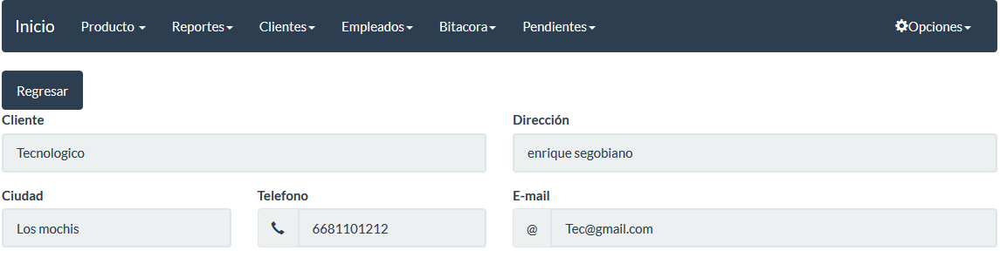 Inicio Producto Reportes Clientes Empleados Bitacora Pendientes Opciones
Regresar
Cliente Dirección
Tecnologico enrique segobiano
Ciudad Telefono E-mail
Los mochis 6681101212 @ Tec@gmail.com